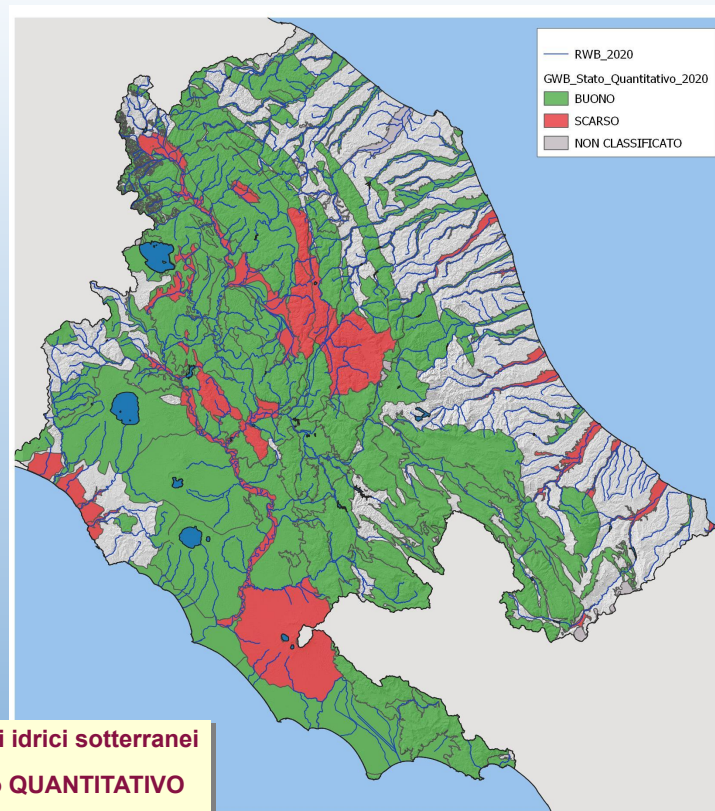 RWB_2020
GWB_Stato_Quantitativo_2020
BUONO
SCARSO
NON CLASSIFICATO
i idrici sotterranei
QUANTITATIVO